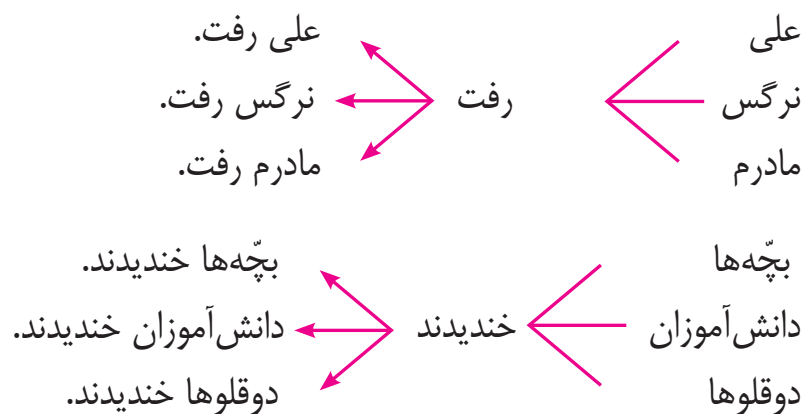 علی علی رفت.
نرگس رفت نرگس رفت.
مادرم مادرم رفت.
بچّه‌ها بچّه‌ها خندیدند.
دانش‌آموزان خندیدند دانش‌آموزان خندیدند.
دوقلوها دوقلوها خندیدند.